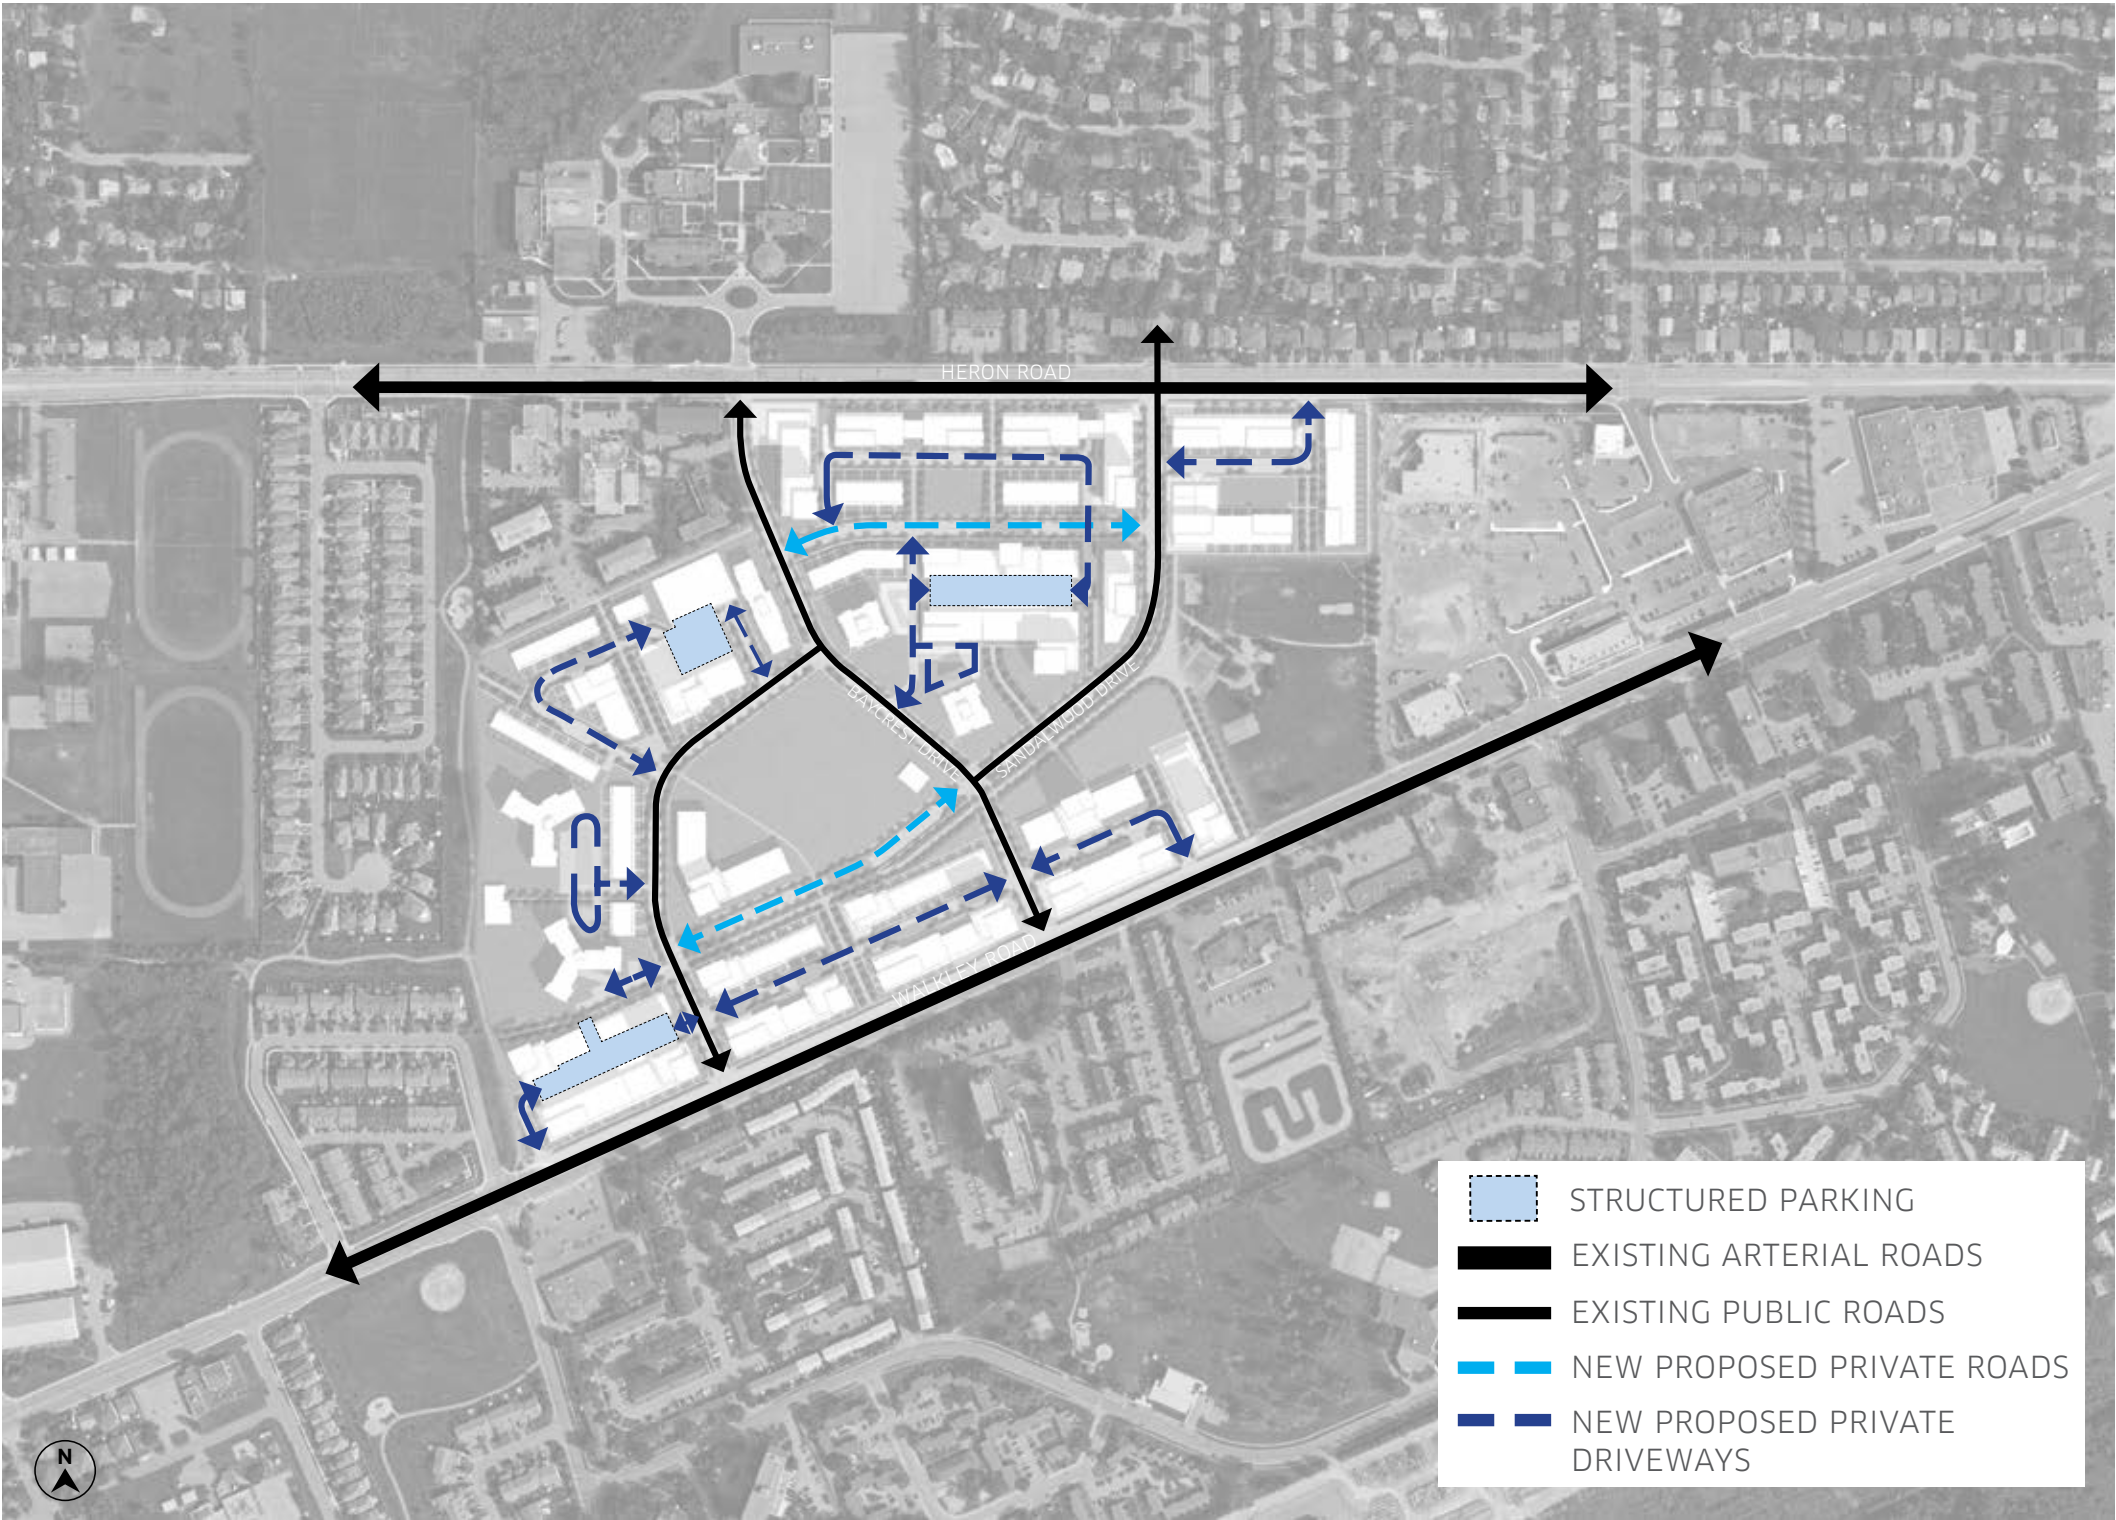 HERON ROAD
BAYCREST DRIVE
SANDALWOOD DRIVE
WALKLEY ROAD
STRUCTURED PARKING
EXISTING ARTERIAL ROADS
EXISTING PUBLIC ROADS
NEW PROPOSED PRIVATE ROADS
NEW PROPOSED PRIVATE
DRIVEWAYS
N